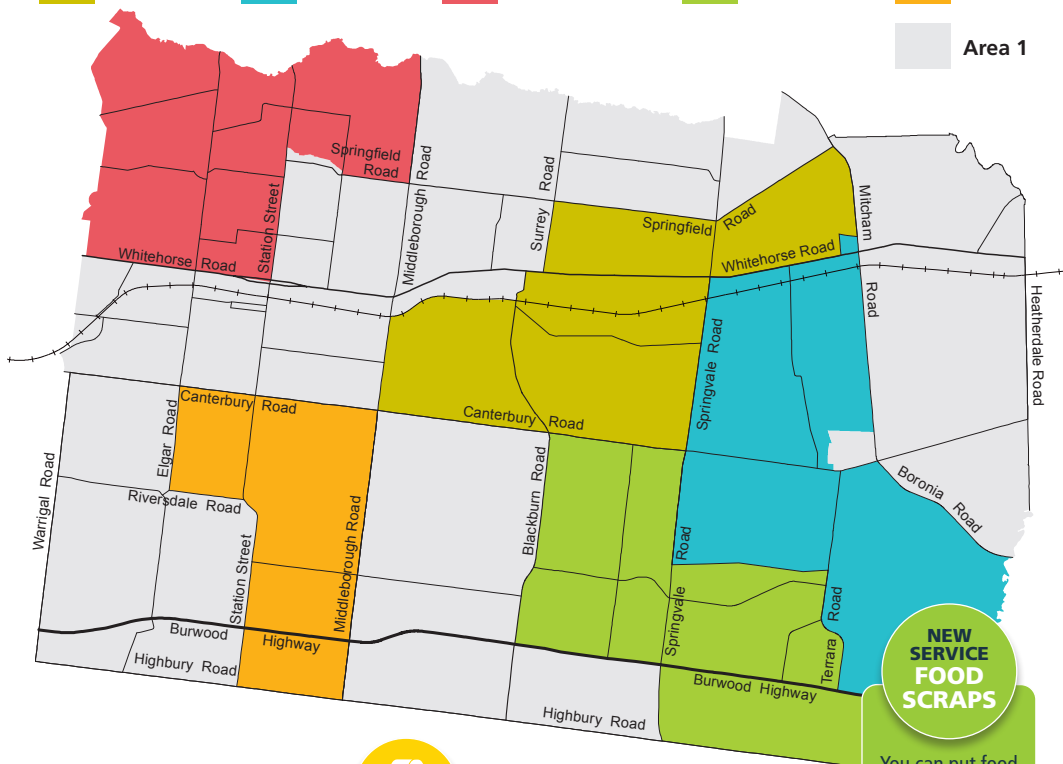 Area 1
Springfield
Road
Middleborough Road
Surrey Road
Springfield Road
Mitcham Road
Station Street
Whitehorse Road
Whitehorse Road
Heatherdale Road
Springvale Road
Canterbury Road
Canterbury Road
Elgar Road
Warrigal Road
Riversdale Road
Station Street
Middleborough Road
Blackburn Road
Springvale Road
Boronia Road
Terrara Road
Burwood Highway
Highbury Road
Burwood Highway
Highbury Road
NEW
SERVICE
FOOD
SCRAPS
You can put food